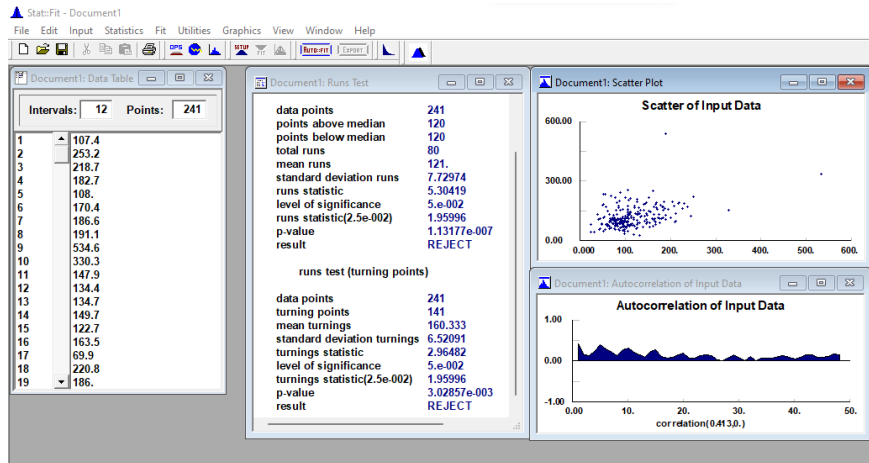 Stat::Fit - Document1
File Edit Input Statistics Fit Utilities Graphics View Window Help
DPS SETUP FIT AUTO::FIT EXPORT
Document1: Data Table
Intervals: 12 Points: 241
1 107.4
2 253.2
3 218.7
4 182.7
5 108.
6 170.4
7 186.6
8 191.1
9 534.6
10 330.3
11 147.9
12 134.4
13 134.7
14 149.7
15 122.7
16 163.5
17 69.9
18 220.8
19 186.
Document1: Runs Test
data points 241
points above median 120
points below median 120
total runs 80
mean runs 121.
standard deviation runs 7.72974
runs statistic 5.30419
level of significance 5.e-002
runs statistic(2.5e-002) 1.95996
p-value 1.13177e-007
result REJECT
runs test (turning points)
data points 241
turning points 141
mean turnings 160.333
standard deviation turnings 6.52091
turnings statistic 2.96482
level of significance 5.e-002
turnings statistic(2.5e-002) 1.95996
p-value 3.02857e-003
result REJECT
Document1: Scatter Plot
Scatter of Input Data
600.00
300.00
0.00
0.000 100. 200. 300. 400. 500. 600.
Document1: Autocorrelation of Input Data
Autocorrelation of Input Data
1.00
0.00
-1.00
0.00 10. 20. 30. 40. 50.
correlation(0.413,0.)